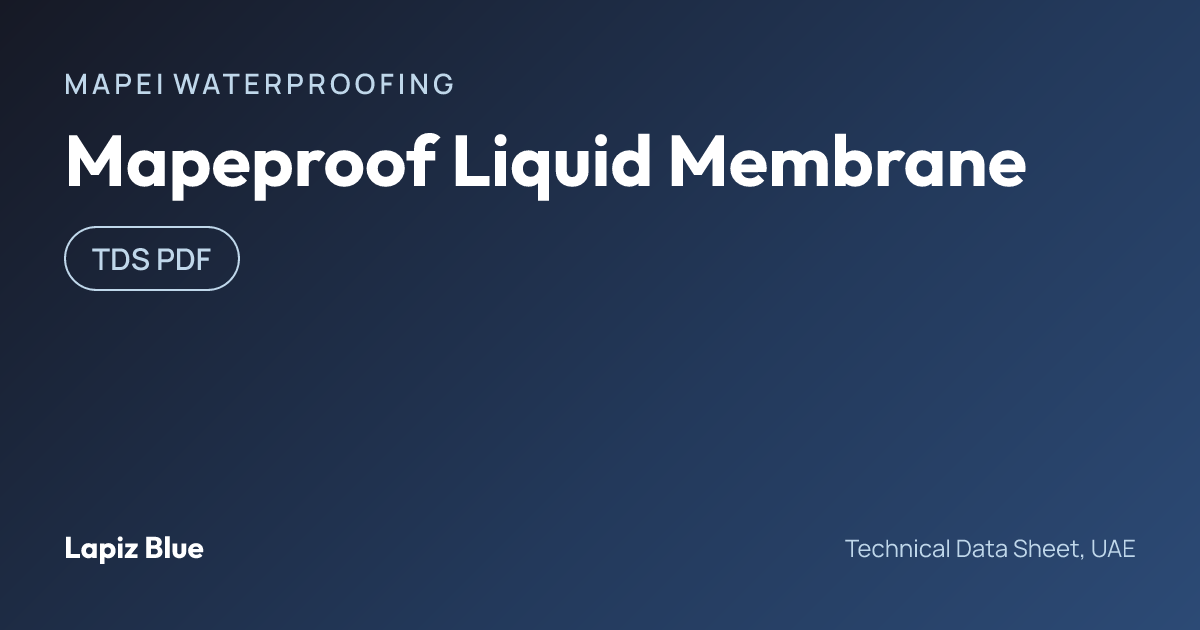 MAPEI WATERPROOFING
Mapeproof Liquid Membrane
TDS PDF
Lapiz Blue
Technical Data Sheet, UAE